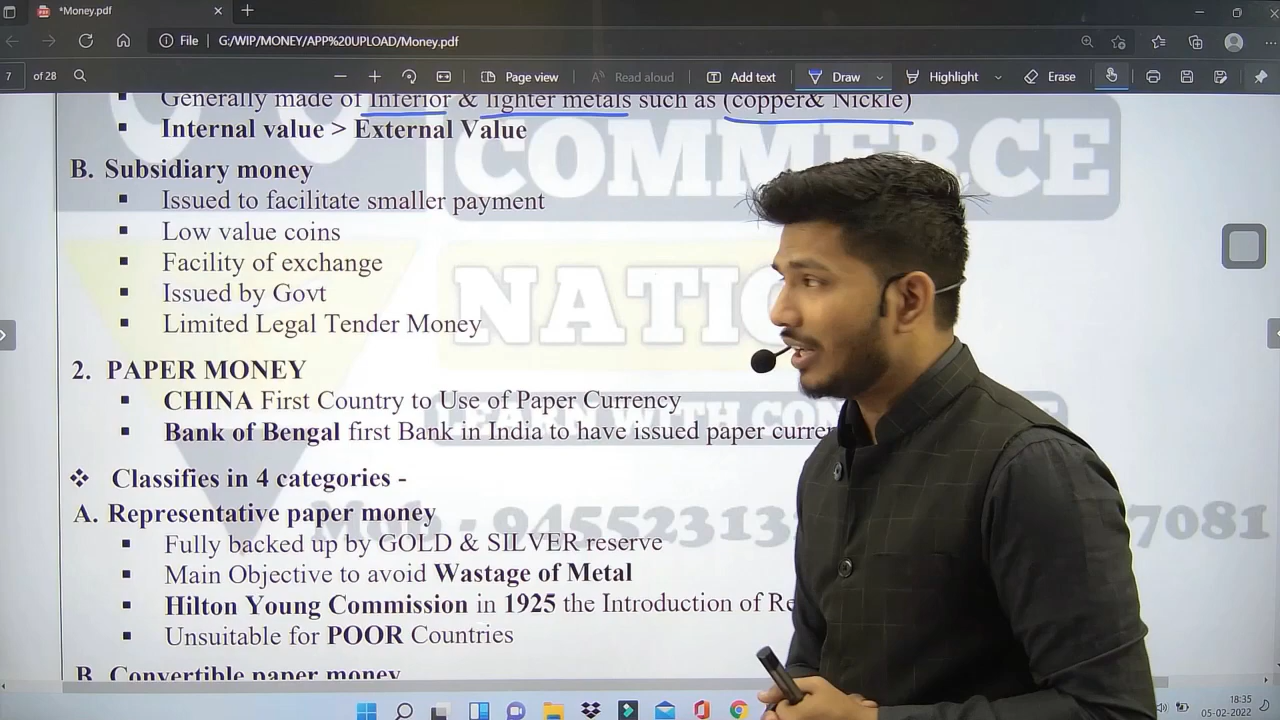 *Money.pdf
File G:/WIP/MONEY/APP%20UPLOAD/Money.pdf
7 of 28 Page view Read aloud Add text Draw Highlight Erase
Generally made of Inferior & lighter metals such as (copper& Nickle)
Internal value > External Value
COMMERCE
B. Subsidiary money
Issued to facilitate smaller payment
Low value coins
Facility of exchange
Issued by Govt
Limited Legal Tender Money
2. PAPER MONEY
CHINA First Country to Use of Paper Currency
Bank of Bengal first Bank in India to have issued paper
Classifies in 4 categories -
A. Representative paper money
Fully backed up by GOLD & SILVER reserve
Main Objective to avoid Wastage of Metal
Hilton Young Commission in 1925 the Introduction of
Unsuitable for POOR Countries
B. Convertible paper money
LEARN WITH
7081
18:35
05-02-2022